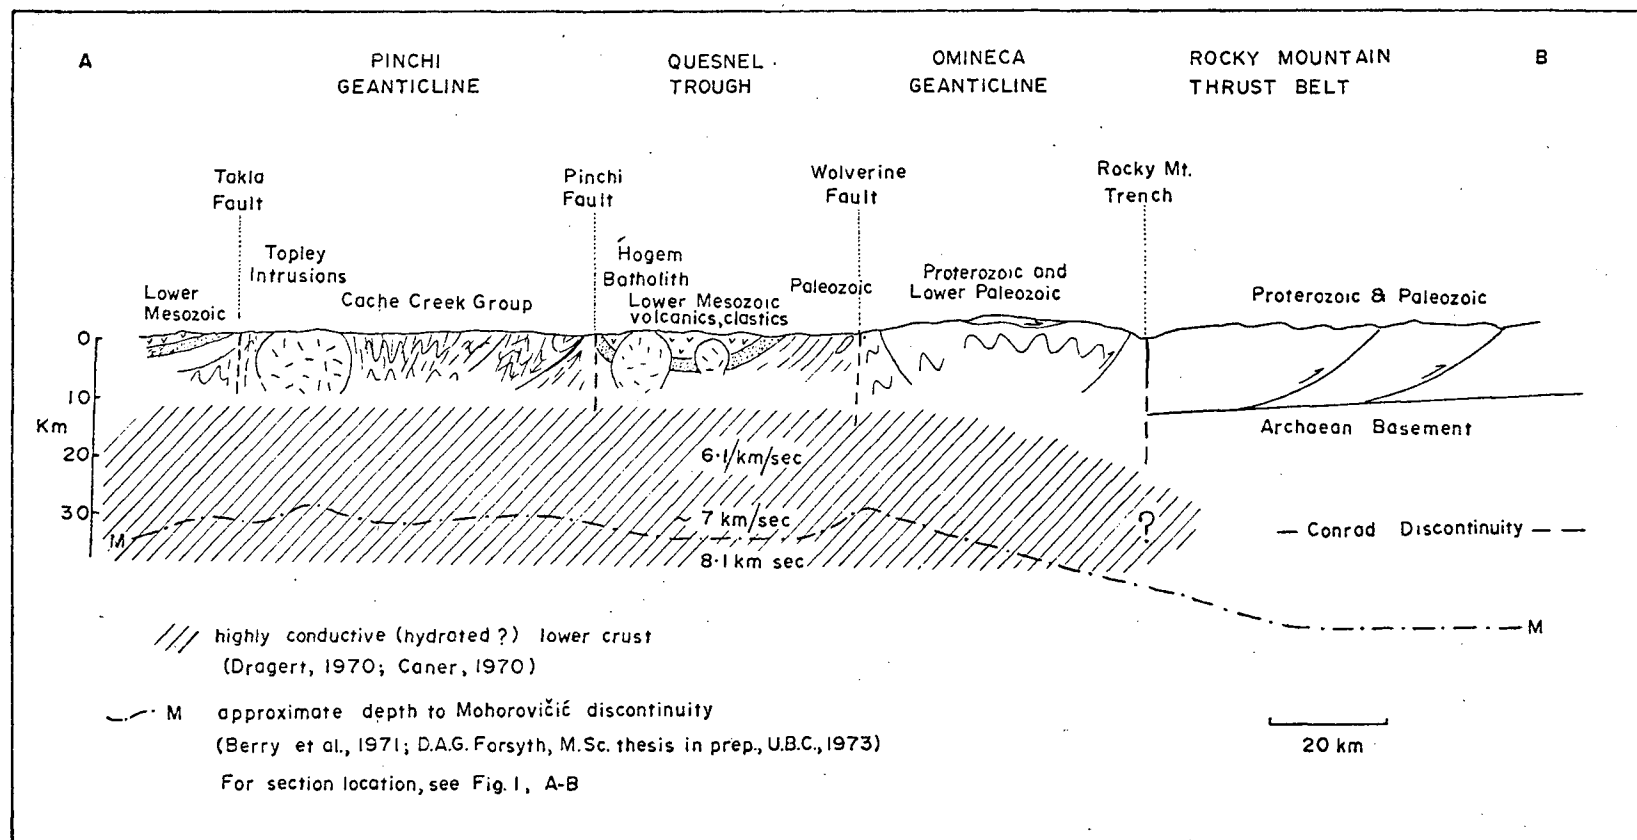 A
PINCHI
GEANTICLINE
QUESNEL
TROUGH
OMINECA
GEANTICLINE
ROCKY MOUNTAIN
THRUST BELT
B
Takla
Fault
Pinchi
Fault
Wolverine
Fault
Rocky Mt.
Trench
Lower
Mesozoic
Topley
Intrusions
Cache Creek Group
Hogem
Batholith
Lower Mesozoic
volcanics, clastics
Paleozoic
Proterozoic and
Lower Paleozoic
Proterozoic & Paleozoic
0
10
Km
20
30
Archaean Basement
6·1/km/sec
~ 7 km/sec
8·1 km sec
M
?
— Conrad Discontinuity — —
M
highly conductive (hydrated ?) lower crust
(Dragert, 1970; Caner, 1970)
M approximate depth to Mohorovičić discontinuity
(Berry et al., 1971; D.A.G. Forsyth, M.Sc. thesis in prep., U.B.C., 1973)
For section location, see Fig. 1, A-B
20 km